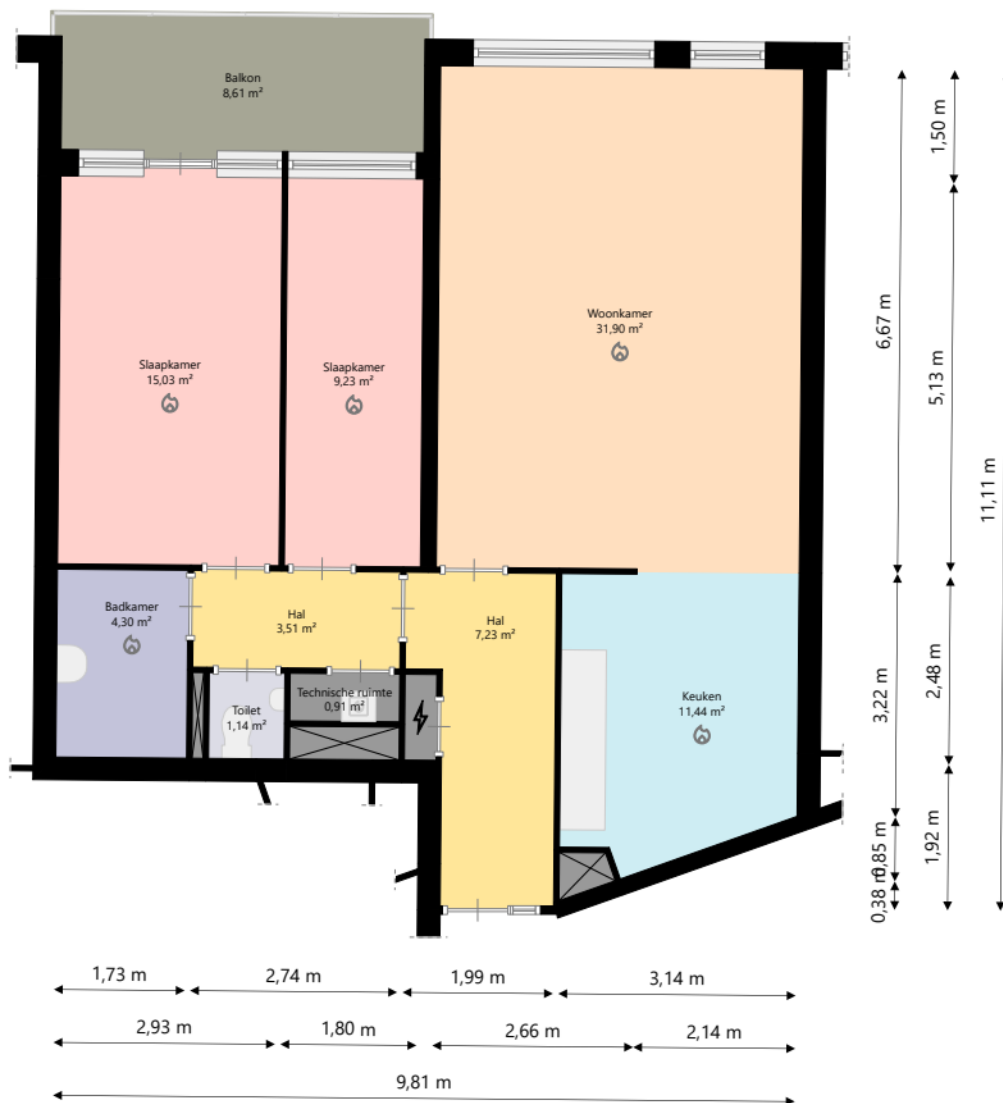 Balkon
8,61 m²
Slaapkamer
15,03 m²
Slaapkamer
9,23 m²
Woonkamer
31,90 m²
Badkamer
4,30 m²
Hal
3,51 m²
Hal
7,23 m²
Toilet
1,14 m²
Technische ruimte
0,91 m²
Keuken
11,44 m²
6,67 m
3,22 m
0,85 m
0,38 m
1,50 m
5,13 m
2,48 m
1,92 m
11,11 m
1,73 m
2,74 m
1,99 m
3,14 m
2,93 m
1,80 m
2,66 m
2,14 m
9,81 m